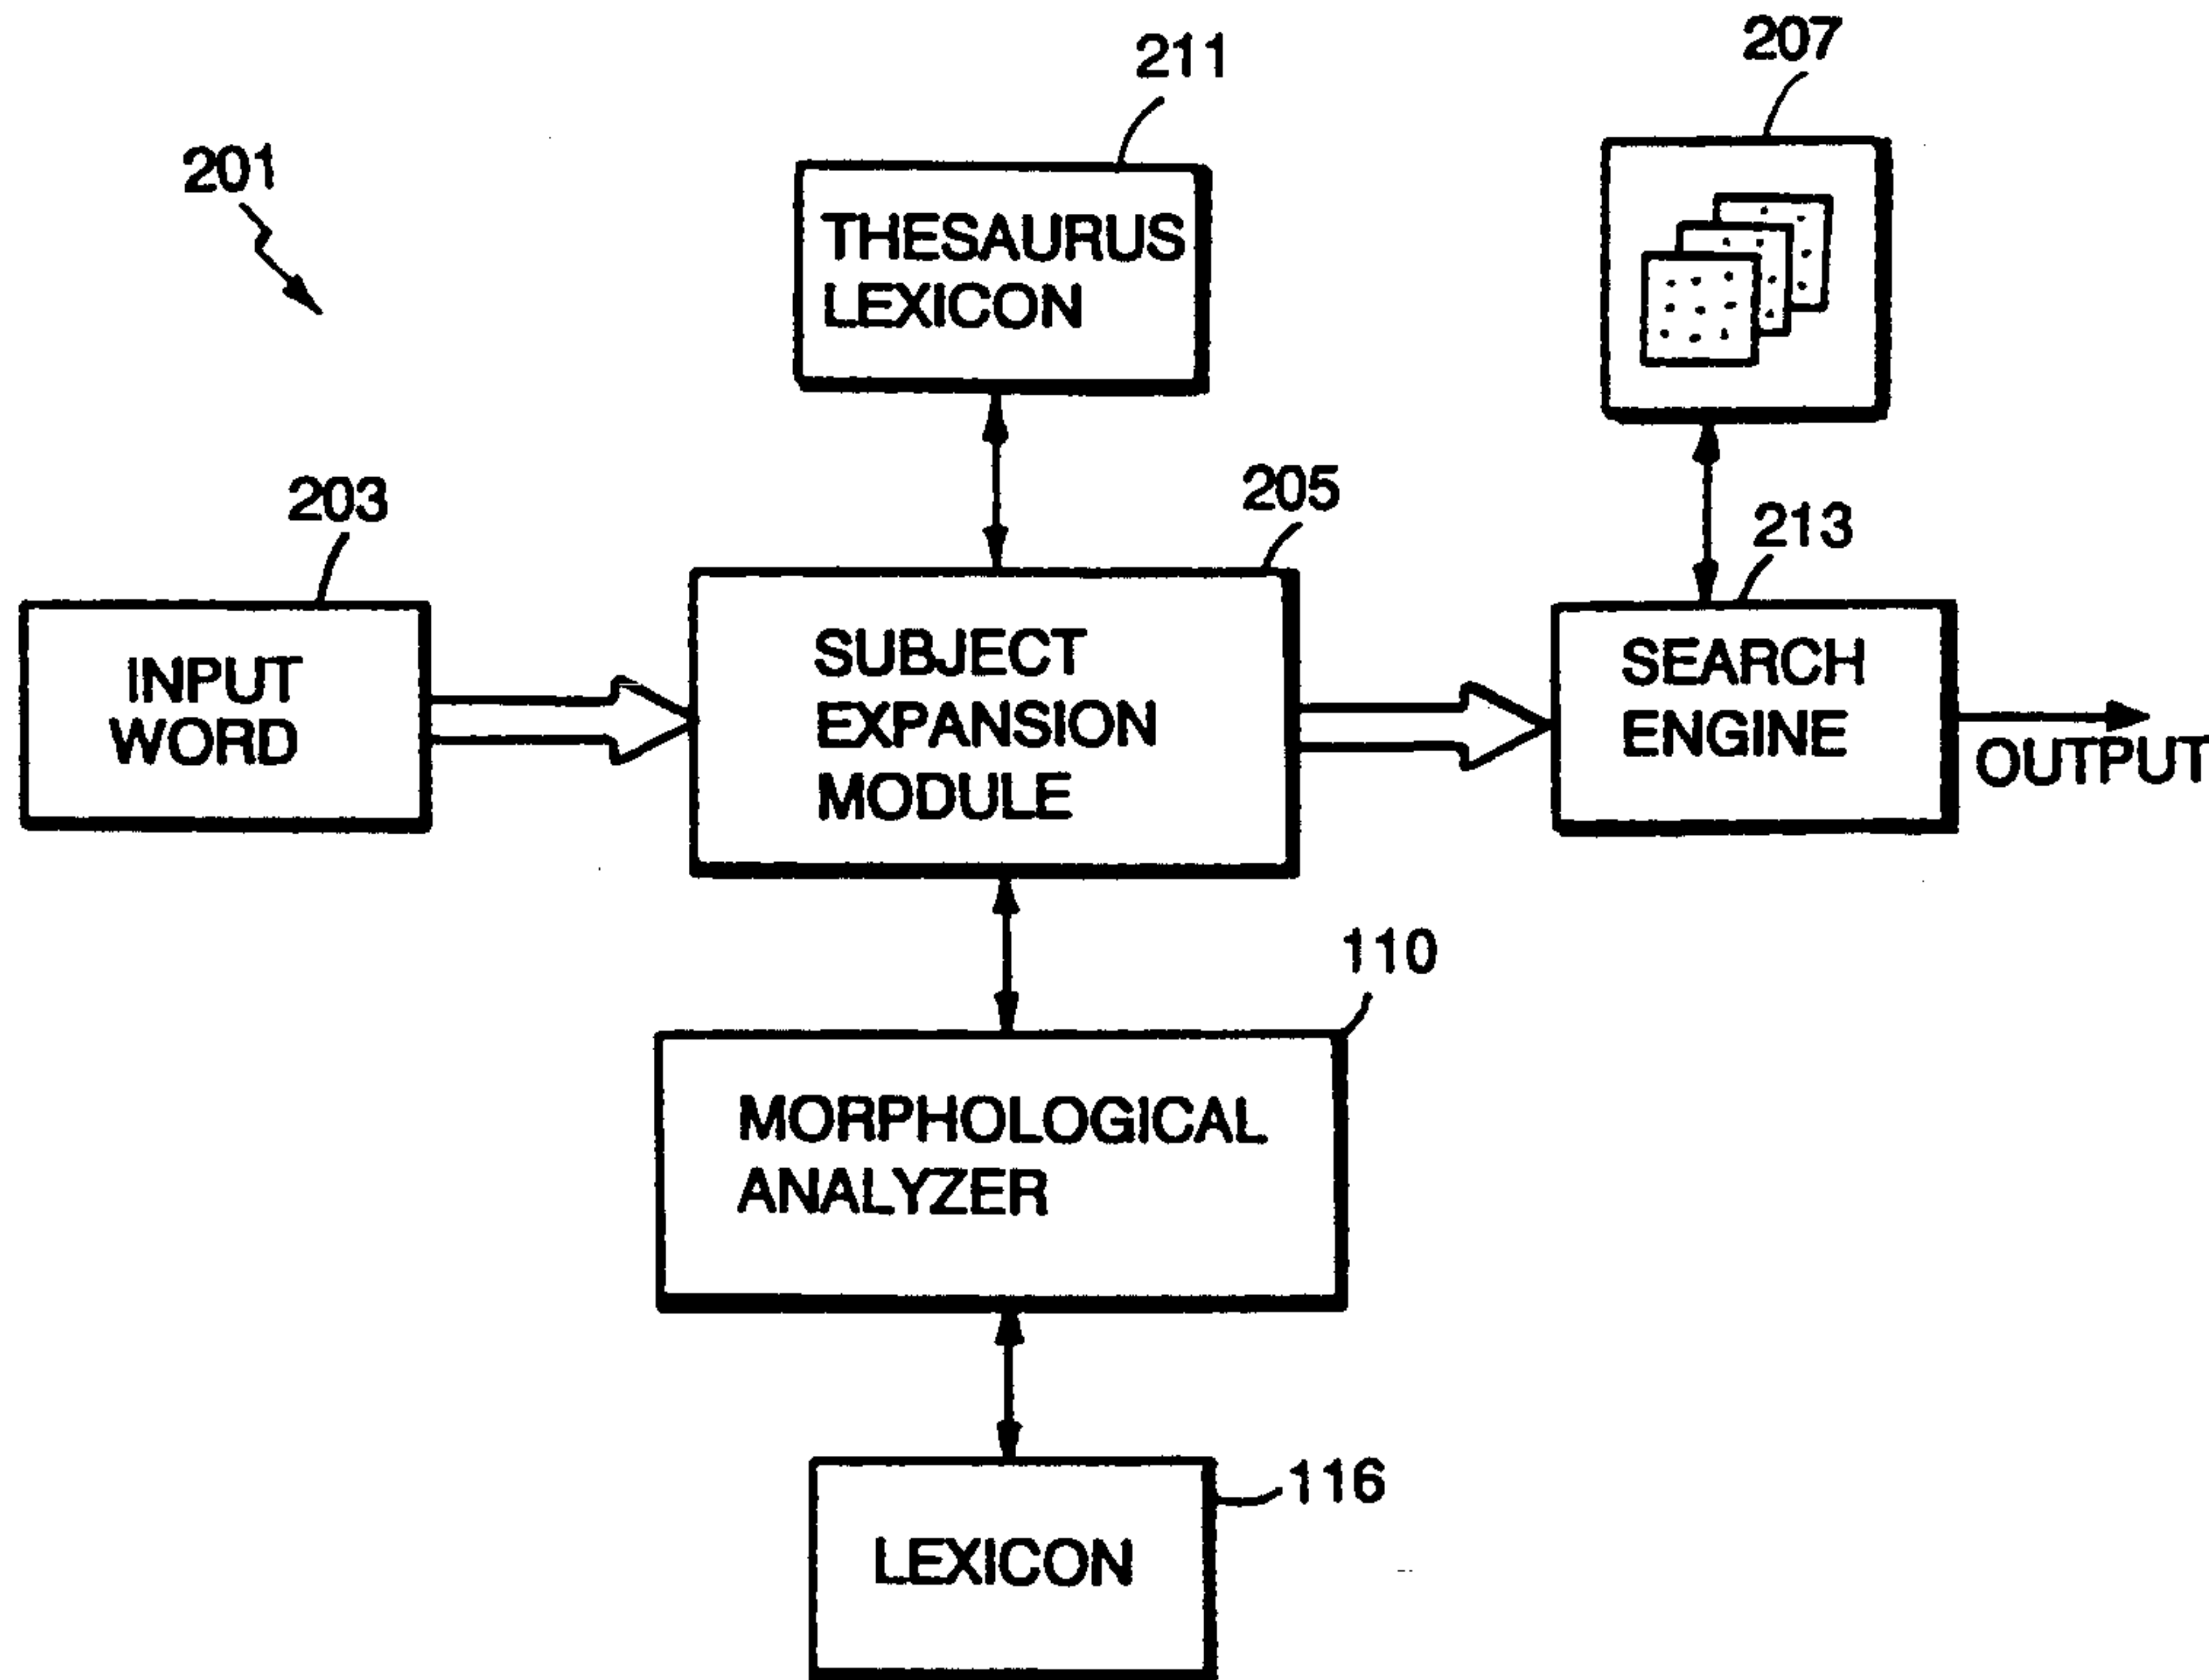 211
207
201
THESAURUS
LEXICON
203
205
213
INPUT
WORD
SUBJECT
EXPANSION
MODULE
SEARCH
ENGINE
OUTPUT
110
MORPHOLOGICAL
ANALYZER
116
LEXICON